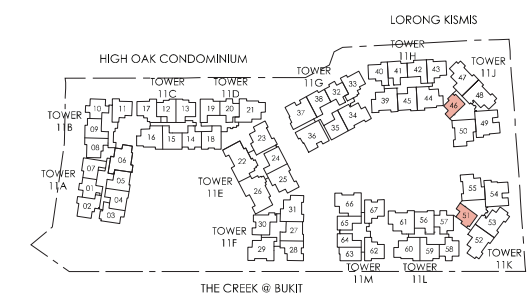 LORONG KISMIS
HIGH OAK CONDOMINIUM
TOWER 11H
TOWER 11J
TOWER 11G
TOWER 11C
TOWER 11D
TOWER 11B
TOWER 11A
TOWER 11E
TOWER 11F
TOWER 11M
TOWER 11L
TOWER 11K
40 41 42 43
39 45 44
47 48 46 49 50
37 38 32 33
36 35 34
10 11 09 08
07 06 01 05 02 04 03
17 12 13
16 15 14 18
19 20 21
23 22 24 26 25
31 30 27 29 28
66 67 65 64 63 62
61 56 57
60 59 58
55 54 51 53 52
THE CREEK @ BUKIT